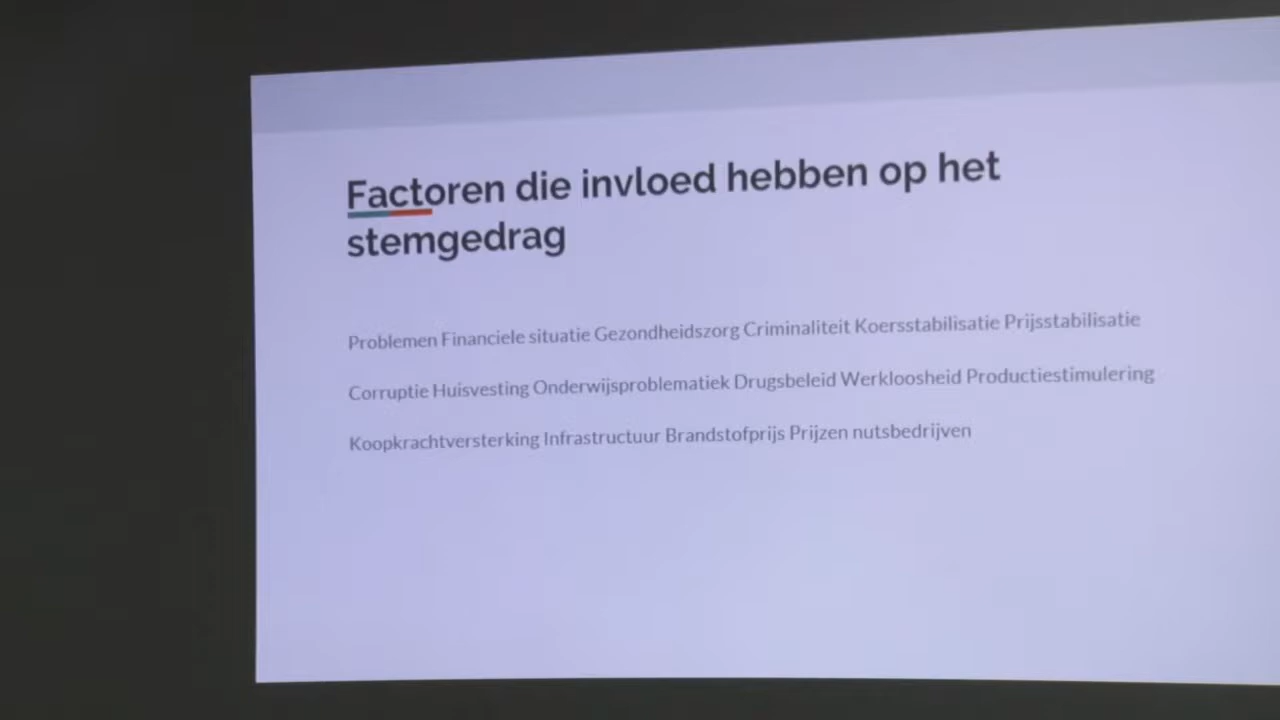 Factoren die invloed hebben op het
stemgedrag
Problemen Financiele situatie Gezondheidszorg Criminaliteit Koersstabilisatie Prijsstabilisatie
Corruptie Huisvesting Onderwijsproblematiek Drugsbeleid Werkloosheid Productiestimulering
Koopkrachtversterking Infrastructuur Brandstofprijs Prijzen nutsbedrijven